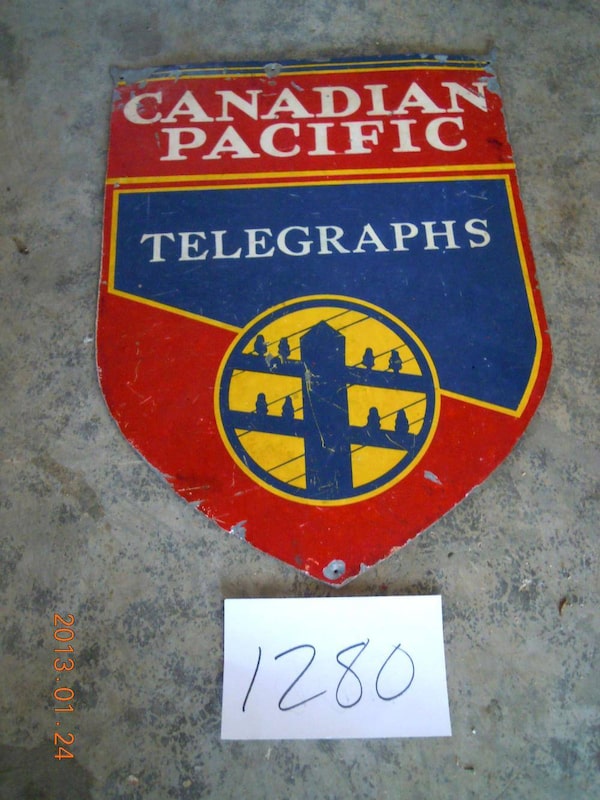 CANADIAN
PACIFIC
TELEGRAPHS
1280
2013.01.24